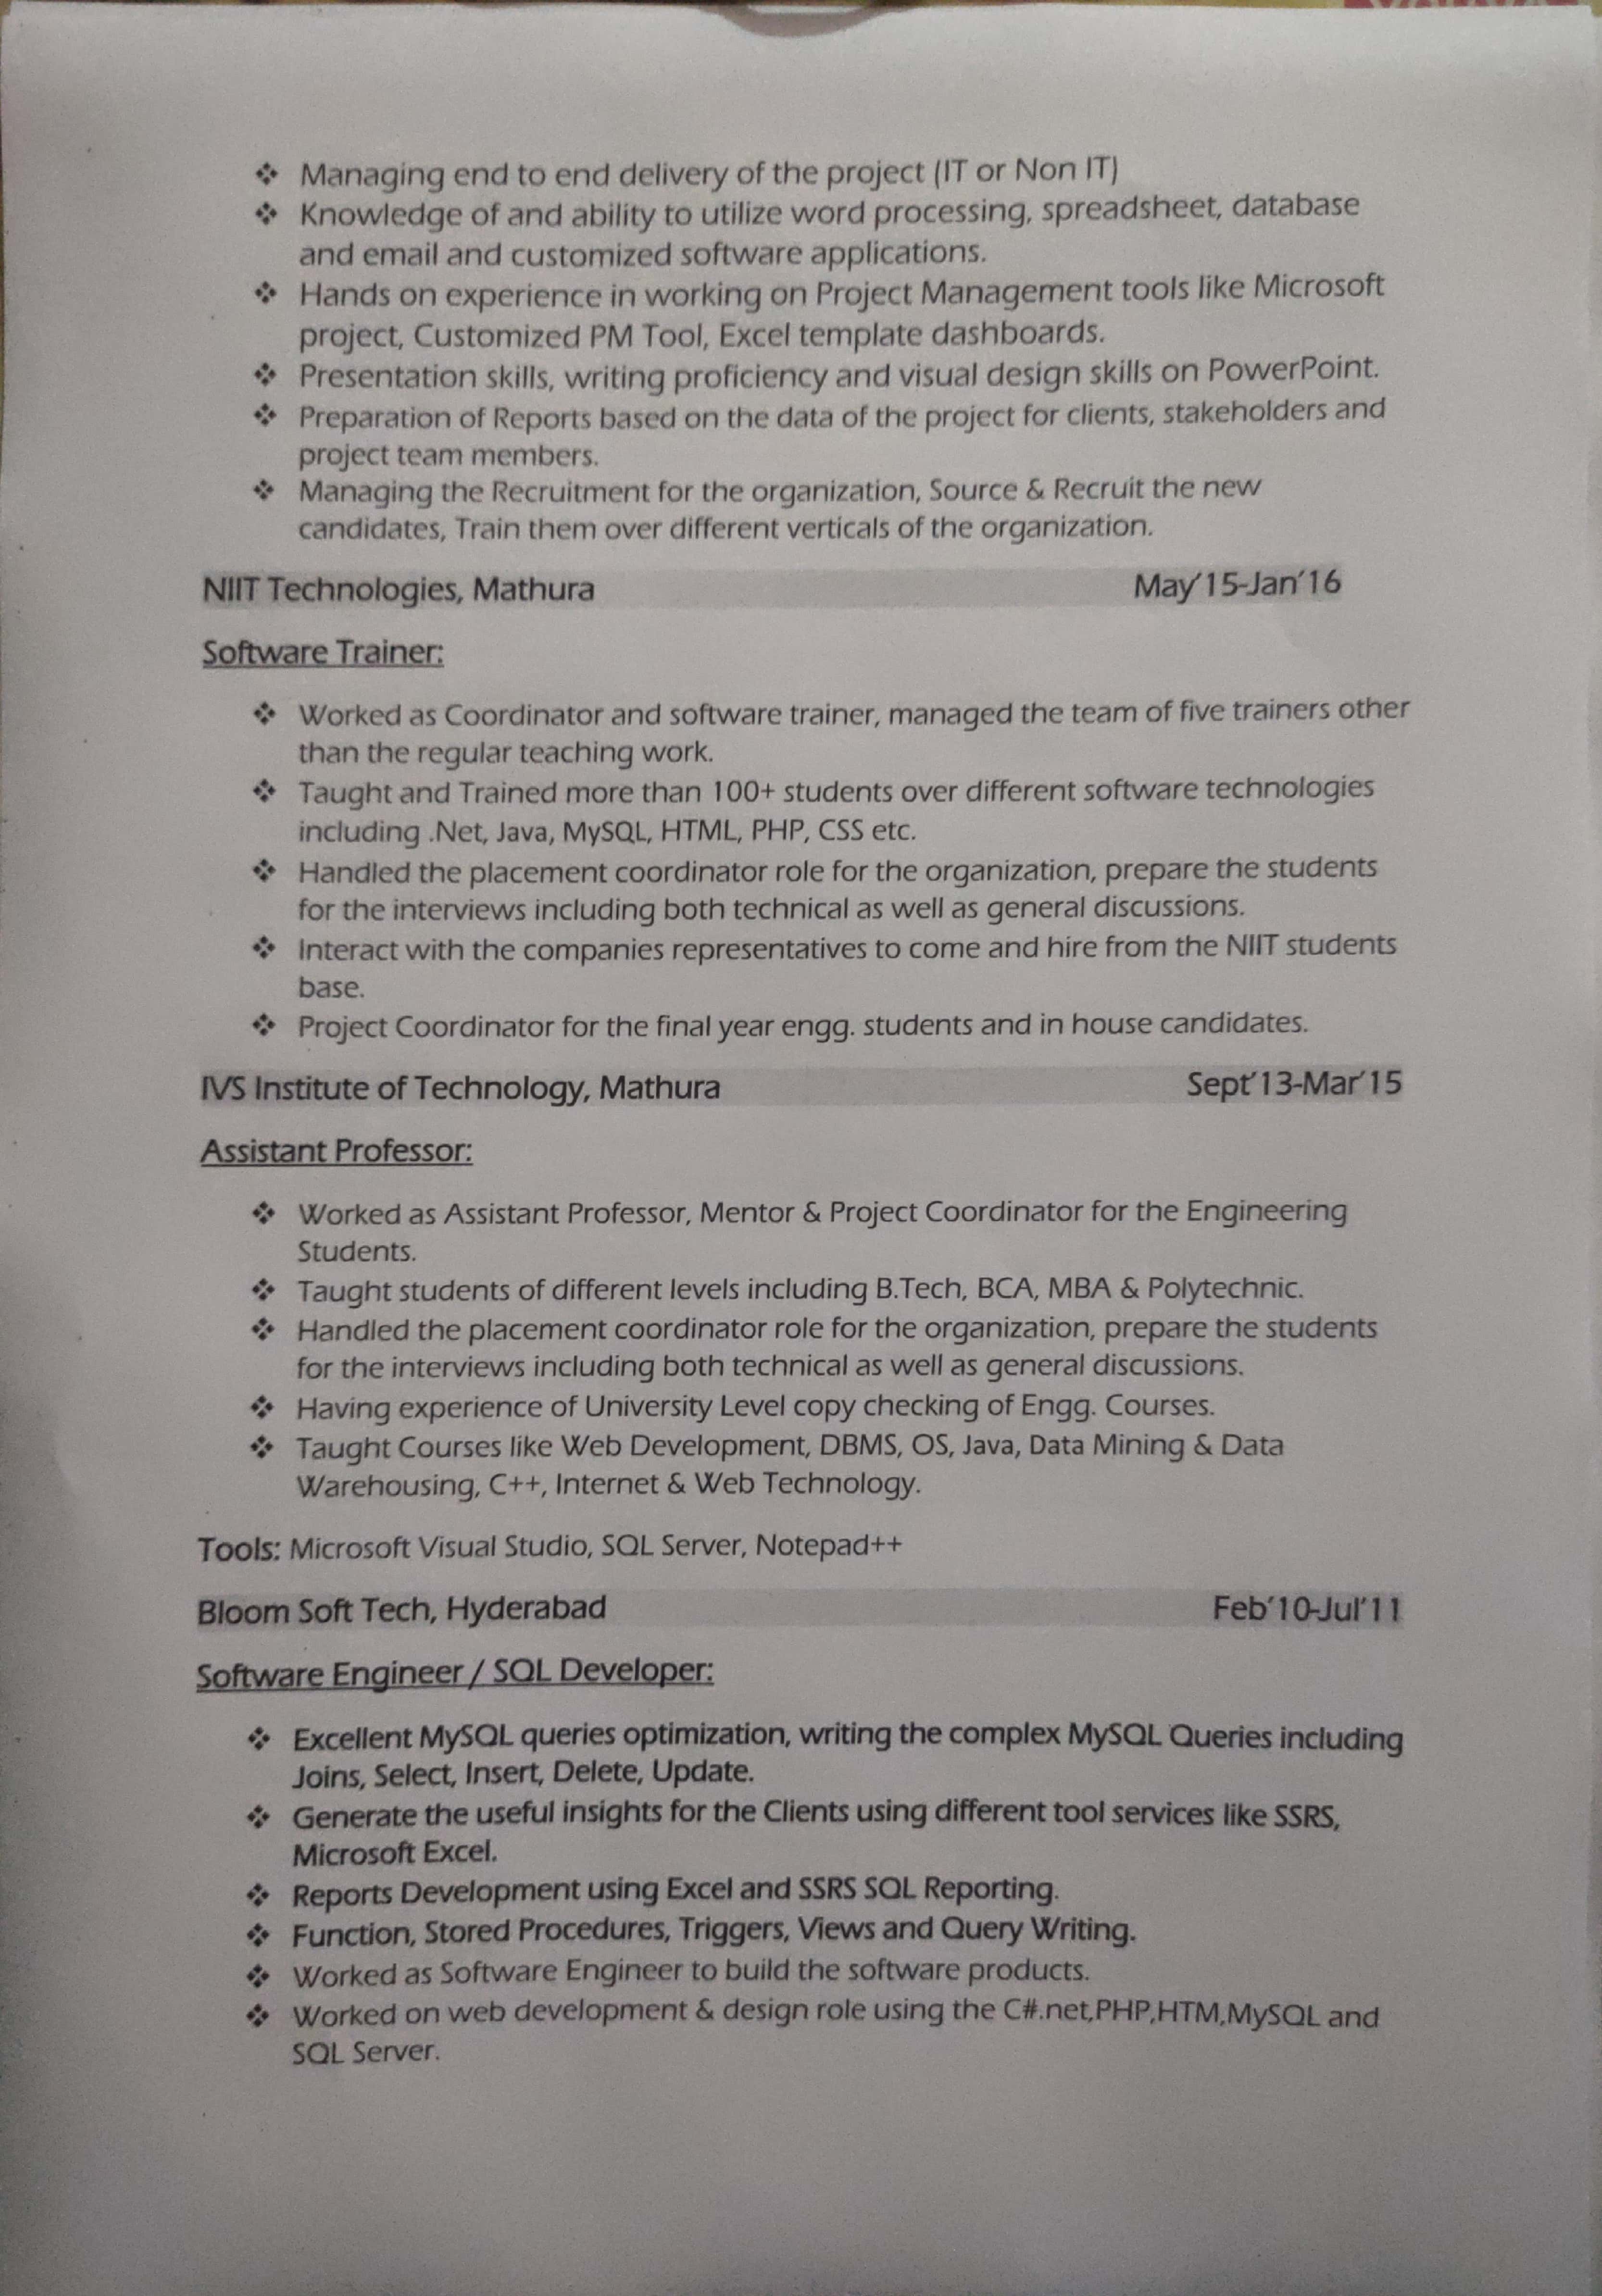 ❖ Managing end to end delivery of the project (IT or Non IT)
❖ Knowledge of and ability to utilize word processing, spreadsheet, database
and email and customized software applications.
❖ Hands on experience in working on Project Management tools like Microsoft
project, Customized PM Tool, Excel template dashboards.
❖ Presentation skills, writing proficiency and visual design skills on PowerPoint.
❖ Preparation of Reports based on the data of the project for clients, stakeholders and
project team members.
❖ Managing the Recruitment for the organization, Source & Recruit the new
candidates, Train them over different verticals of the organization.
NIIT Technologies, Mathura May'15-Jan'16
Software Trainer:
❖ Worked as Coordinator and software trainer, managed the team of five trainers other
than the regular teaching work.
❖ Taught and Trained more than 100+ students over different software technologies
including .Net, Java, MySQL, HTML, PHP, CSS etc.
❖ Handled the placement coordinator role for the organization, prepare the students
for the interviews including both technical as well as general discussions.
❖ Interact with the companies representatives to come and hire from the NIIT students
base.
❖ Project Coordinator for the final year engg. students and in house candidates.
IVS Institute of Technology, Mathura Sept'13-Mar'15
Assistant Professor:
❖ Worked as Assistant Professor, Mentor & Project Coordinator for the Engineering
Students.
❖ Taught students of different levels including B.Tech, BCA, MBA & Polytechnic.
❖ Handled the placement coordinator role for the organization, prepare the students
for the interviews including both technical as well as general discussions.
❖ Having experience of University Level copy checking of Engg. Courses.
❖ Taught Courses like Web Development, DBMS, OS, Java, Data Mining & Data
Warehousing, C++, Internet & Web Technology.
Tools: Microsoft Visual Studio, SQL Server, Notepad++
Bloom Soft Tech, Hyderabad Feb'10-Jul'11
Software Engineer / SQL Developer:
❖ Excellent MySQL queries optimization, writing the complex MySQL Queries including
Joins, Select, Insert, Delete, Update.
❖ Generate the useful insights for the Clients using different tool services like SSRS,
Microsoft Excel.
❖ Reports Development using Excel and SSRS SQL Reporting.
❖ Function, Stored Procedures, Triggers, Views and Query Writing.
❖ Worked as Software Engineer to build the software products.
❖ Worked on web development & design role using the C#.net,PHP,HTM,MySQL and
SQL Server.